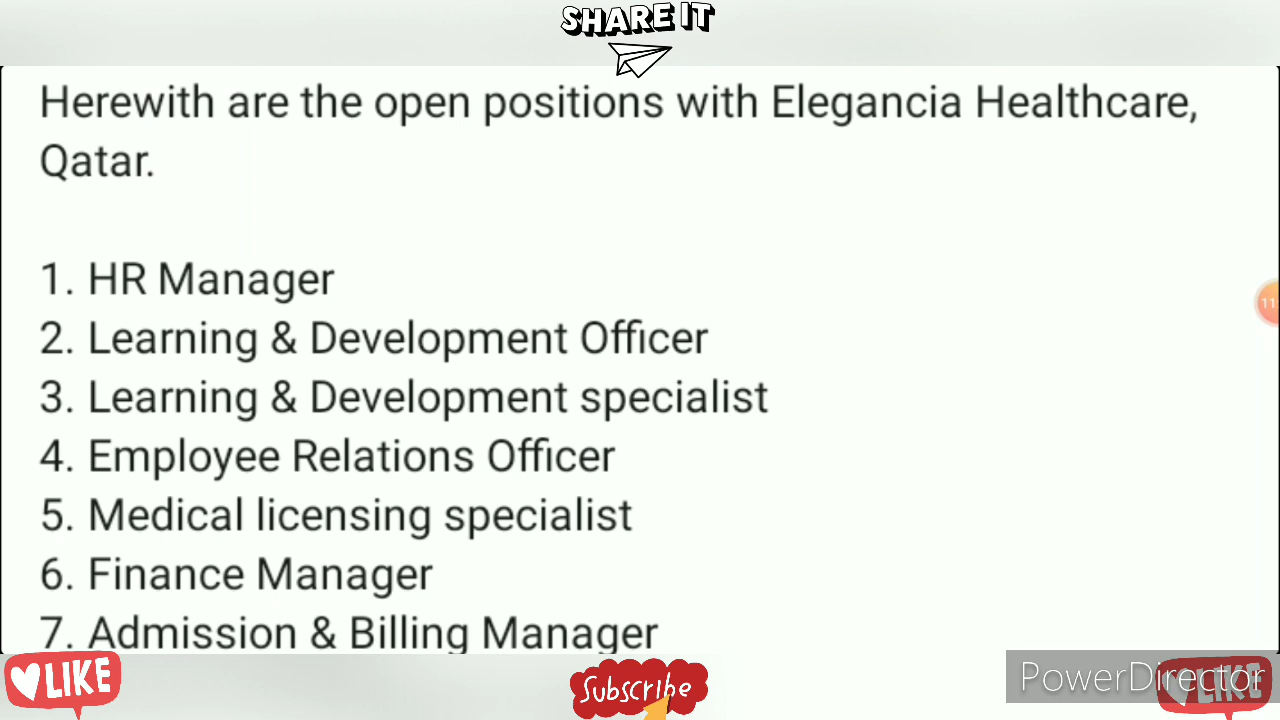 SHARE IT
Herewith are the open positions with Elegancia Healthcare,
Qatar.
1. HR Manager
2. Learning & Development Officer
3. Learning & Development specialist
4. Employee Relations Officer
5. Medical licensing specialist
6. Finance Manager
7. Admission & Billing Manager
11
LIKE
Subscribe
PowerDirector
LIKE